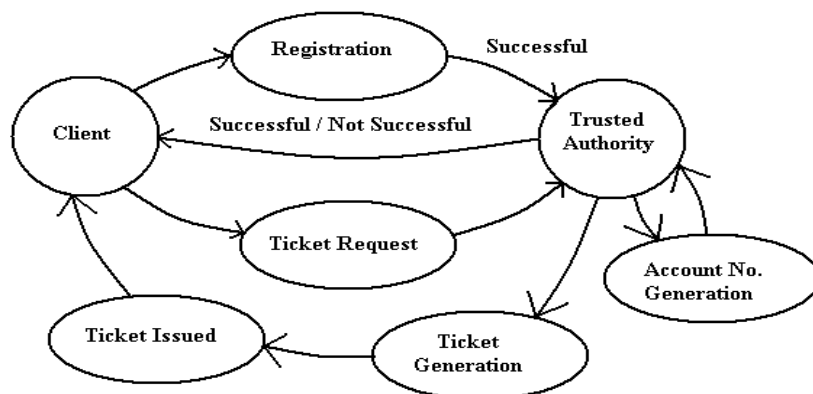 Registration
Successful
Client
Successful / Not Successful
Trusted
Authority
Ticket Request
Account No.
Generation
Ticket Issued
Ticket
Generation